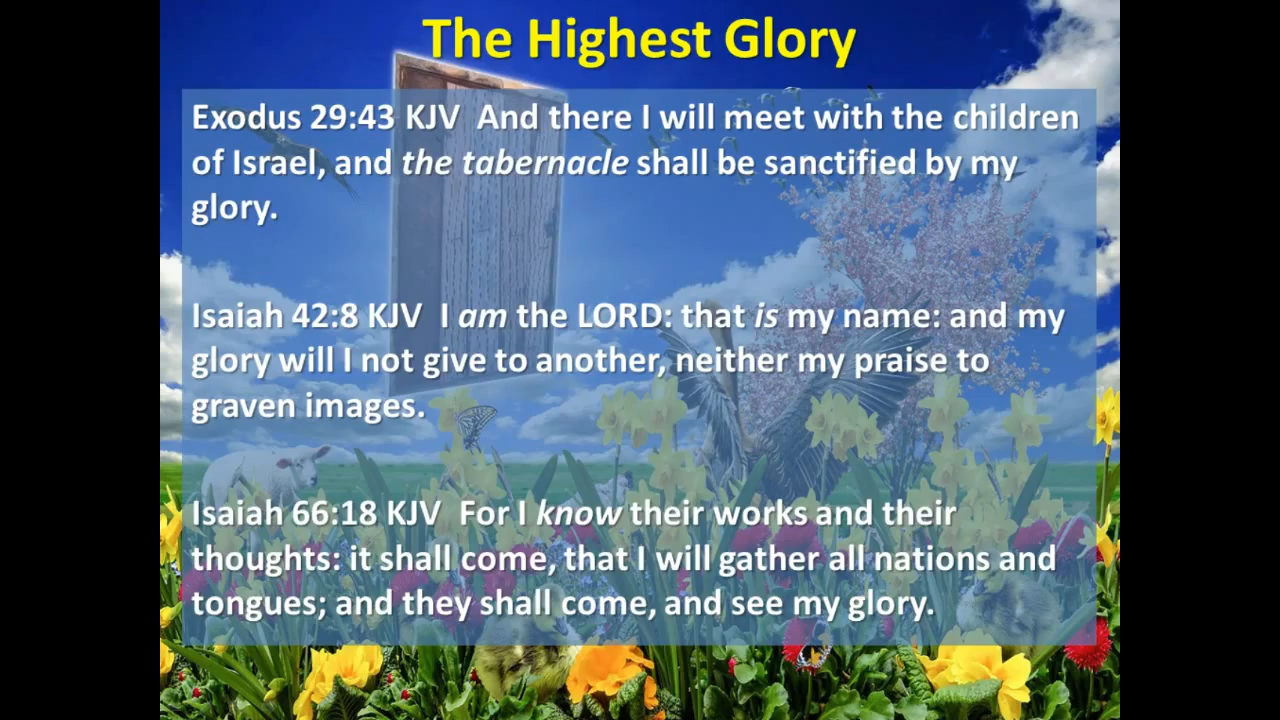 The Highest Glory
Exodus 29:43 KJV  And there I will meet with the children
of Israel, and the tabernacle shall be sanctified by my
glory.
Isaiah 42:8 KJV  I am the LORD: that is my name: and my
glory will I not give to another, neither my praise to
graven images.
Isaiah 66:18 KJV  For I know their works and their
thoughts: it shall come, that I will gather all nations and
tongues; and they shall come, and see my glory.